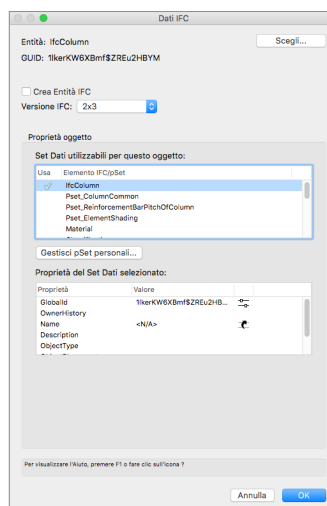 Dati IFC
Entità: IfcColumn
Scegli...
GUID: 1lkerKW6XBmf$ZREu2HBYM
Crea Entità IFC
Versione IFC: 2x3
Proprietà oggetto
Set Dati utilizzabili per questo oggetto:
Usa Elemento IFC/pSet
IfcColumn
Pset_ColumnCommon
Pset_ReinforcementBarPitchOfColumn
Pset_ElementShading
Material
Gestisci pSet personali...
Proprietà del Set Dati selezionato:
Proprietà Valore
GlobalId 1lkerKW6XBmf$ZREu2HB...
OwnerHistory
Name <N/A>
Description
ObjectType
Per visualizzare l'Aiuto, premere F1 o fare clic sull'icona ?
Annulla OK